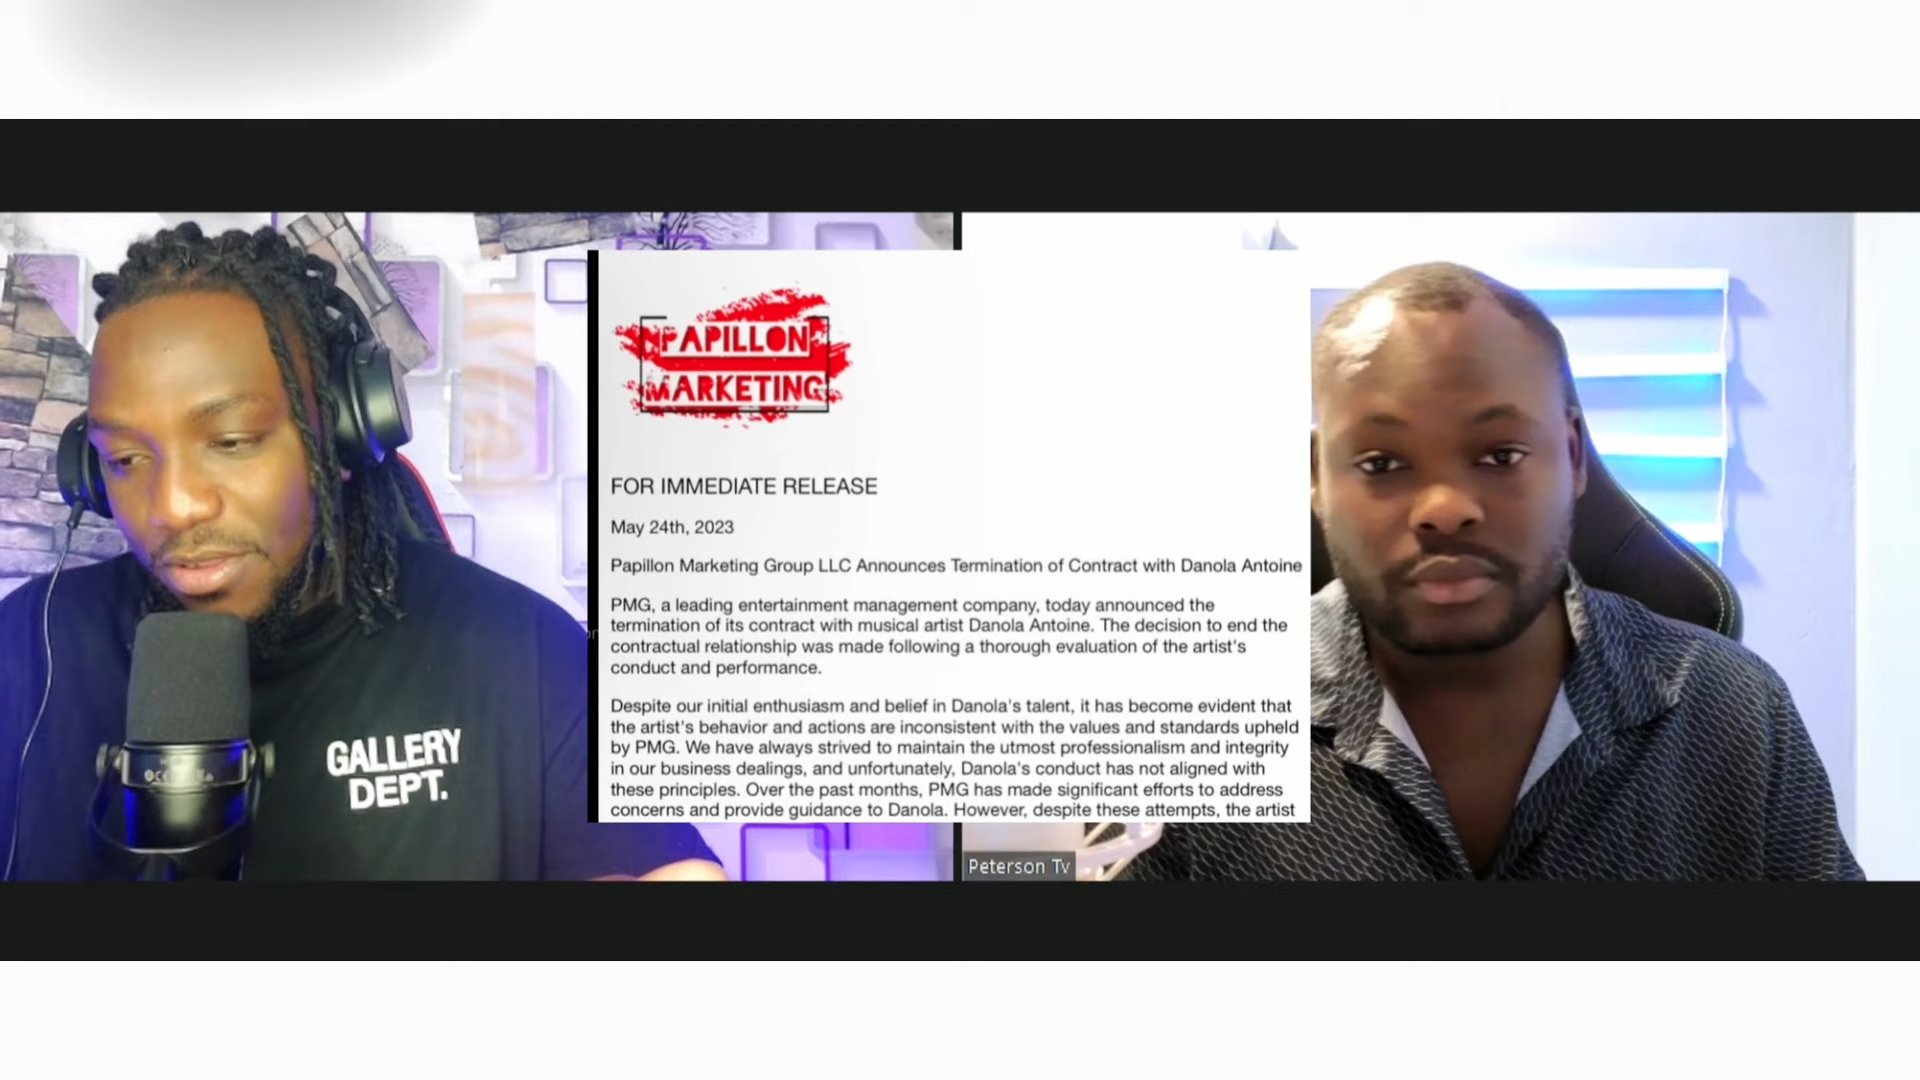 PAPILLON
MARKETING
FOR IMMEDIATE RELEASE
May 24th, 2023
Papillon Marketing Group LLC Announces Termination of Contract with Danola Antoine
PMG, a leading entertainment management company, today announced the
termination of its contract with musical artist Danola Antoine. The decision to end the
contractual relationship was made following a thorough evaluation of the artist's
conduct and performance.
Despite our initial enthusiasm and belief in Danola's talent, it has become evident that
the artist's behavior and actions are inconsistent with the values and standards upheld
by PMG. We have always strived to maintain the utmost professionalism and integrity
in our business dealings, and unfortunately, Danola's conduct has not aligned with
these principles. Over the past months, PMG has made significant efforts to address
concerns and provide guidance to Danola. However, despite these attempts, the artist
GALLERY
DEPT.
Peterson Tv